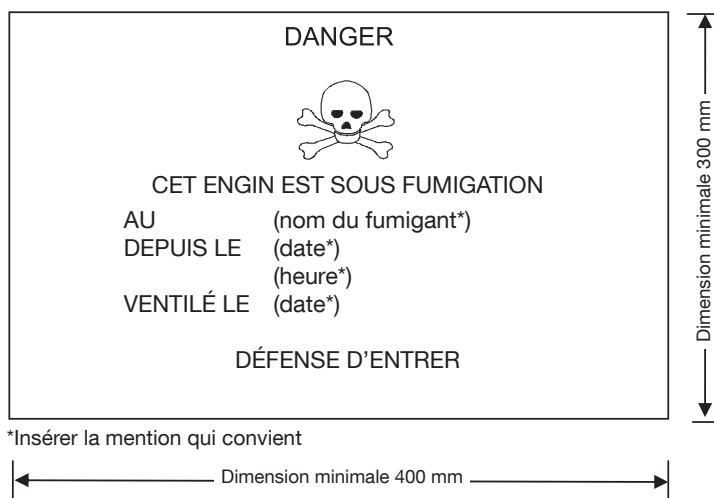 DANGER
CET ENGIN EST SOUS FUMIGATION
AU (nom du fumigant*)
DEPUIS LE (date*)
(heure*)
VENTILÉ LE (date*)
DÉFENSE D’ENTRER
Dimension minimale 300 mm
*Insérer la mention qui convient
Dimension minimale 400 mm